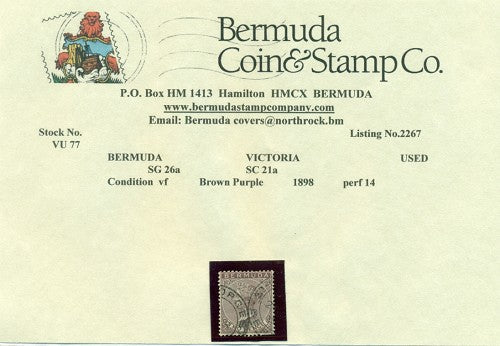 Bermuda
Coin&Stamp Co.
P.O. Box HM 1413 Hamilton HMCX BERMUDA
www.bermudastampcompany.com
Email: Bermuda covers@northrock.bm
Stock No. Listing No.2267
VU 77
BERMUDA VICTORIA USED
SG 26a SC 21a
Condition vf Brown Purple 1898 perf 14
BERMUDA